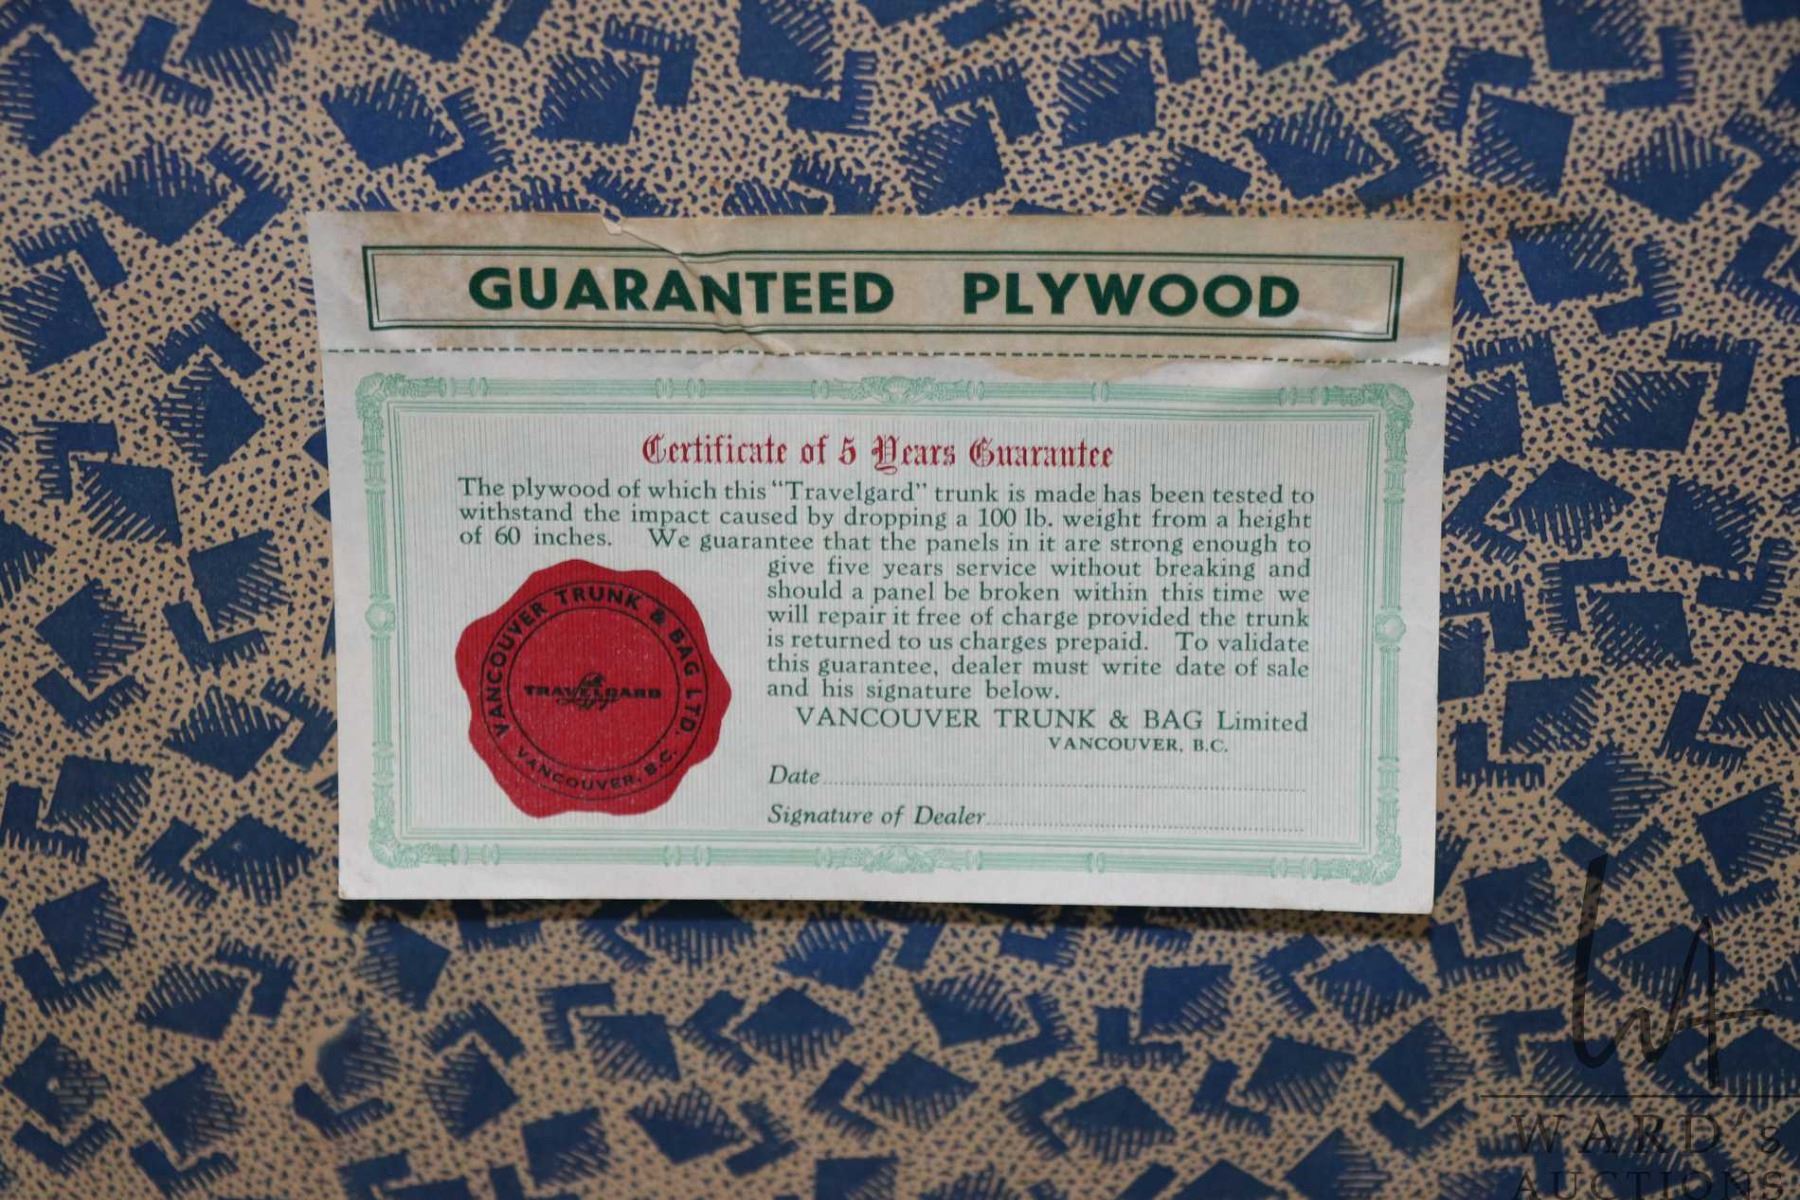 GUARANTEED PLYWOOD
Certificate of 5 Years Guarantee
The plywood of which this "Travelgard" trunk is made has been tested to
withstand the impact caused by dropping a 100 lb. weight from a height
of 60 inches. We guarantee that the panels in it are strong enough to
give five years service without breaking and
should a panel be broken within this time we
will repair it free of charge provided the trunk
is returned to us charges prepaid. To validate
this guarantee, dealer must write date of sale
and his signature below.
VANCOUVER TRUNK & BAG Limited
VANCOUVER, B.C.
Date
Signature of Dealer
VANCOUVER TRUNK & BAG LTD.
TRAVELGARD
VANCOUVER, B.C.
WA
WARD'S
AUCTIONS